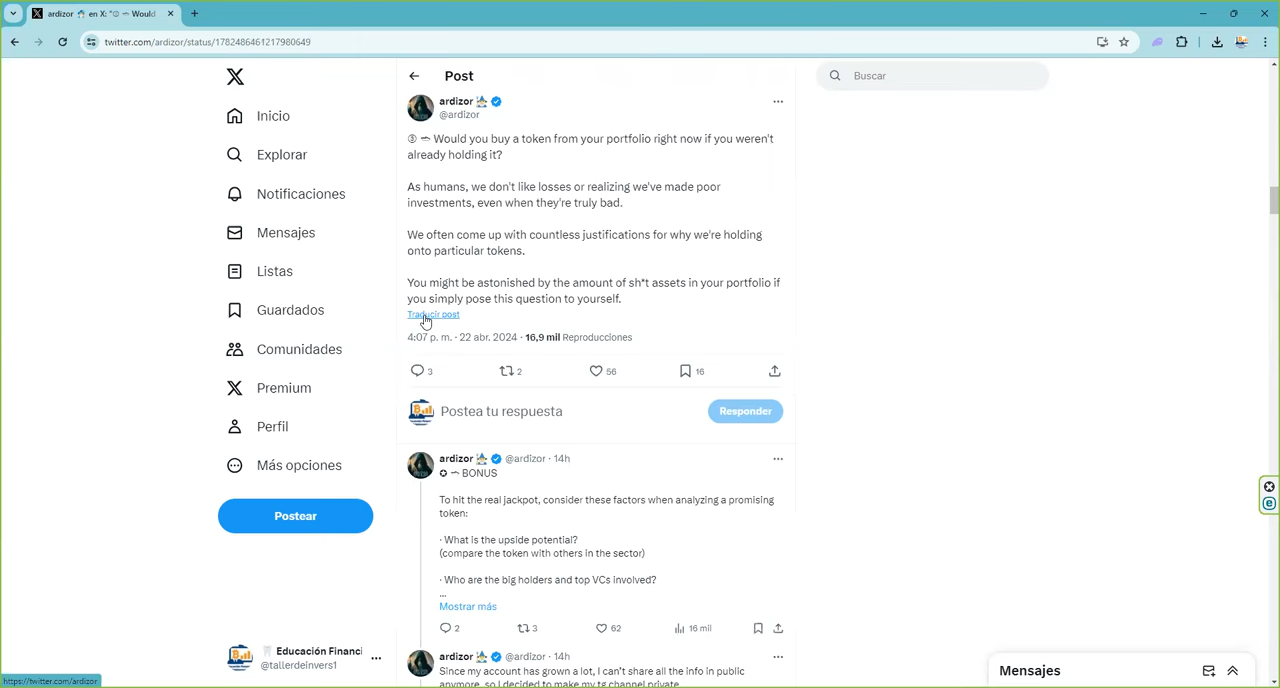 ardizor en X: "③ Would
twitter.com/ardizor/status/1782486461217980649
Inicio
Explorar
Notificaciones
Mensajes
Listas
Guardados
Comunidades
Premium
Perfil
Más opciones
Postear
Educación Financi
@tallerdeinvers1
https://twitter.com/ardizor
Post
ardizor
@ardizor
③ Would you buy a token from your portfolio right now if you weren't
already holding it?
As humans, we don't like losses or realizing we've made poor
investments, even when they're truly bad.
We often come up with countless justifications for why we're holding
onto particular tokens.
You might be astonished by the amount of sh*t assets in your portfolio if
you simply pose this question to yourself.
Traducir post
4:07 p. m. · 22 abr. 2024 · 16,9 mil Reproducciones
3 2 56 16
Postea tu respuesta
Responder
ardizor @ardizor · 14h
✪ BONUS
To hit the real jackpot, consider these factors when analyzing a promising
token:
· What is the upside potential?
(compare the token with others in the sector)
· Who are the big holders and top VCs involved?
...
Mostrar más
2 3 62 16 mil
ardizor @ardizor · 14h
Since my account has grown a lot, I can't share all the info in public
anymore, so I decided to make my tg channel private
Buscar
Mensajes